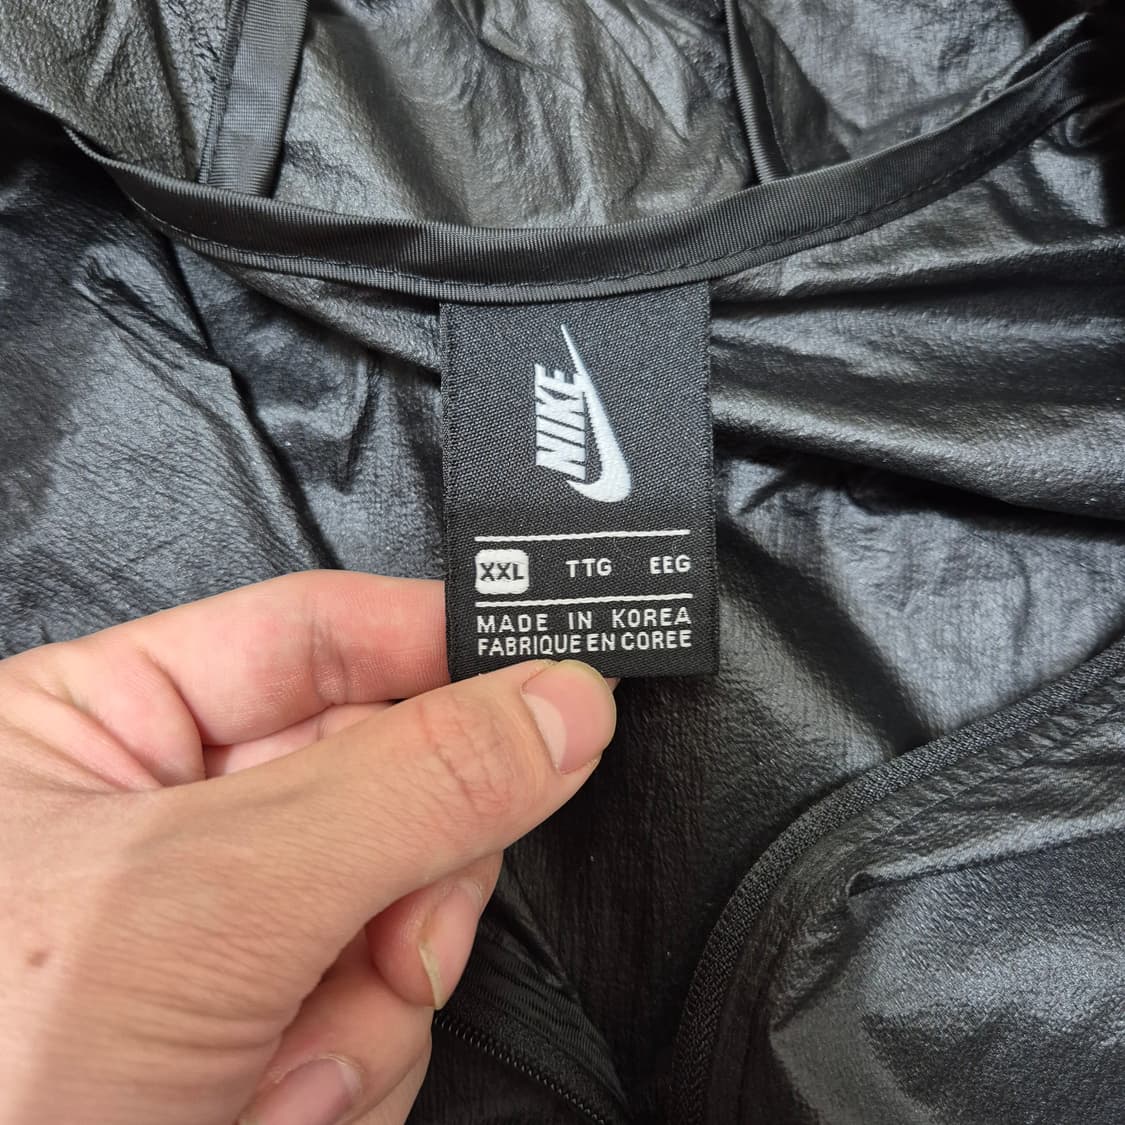 NIKE
XXL TTG EEG
MADE IN KOREA
FABRIQUE EN COREE